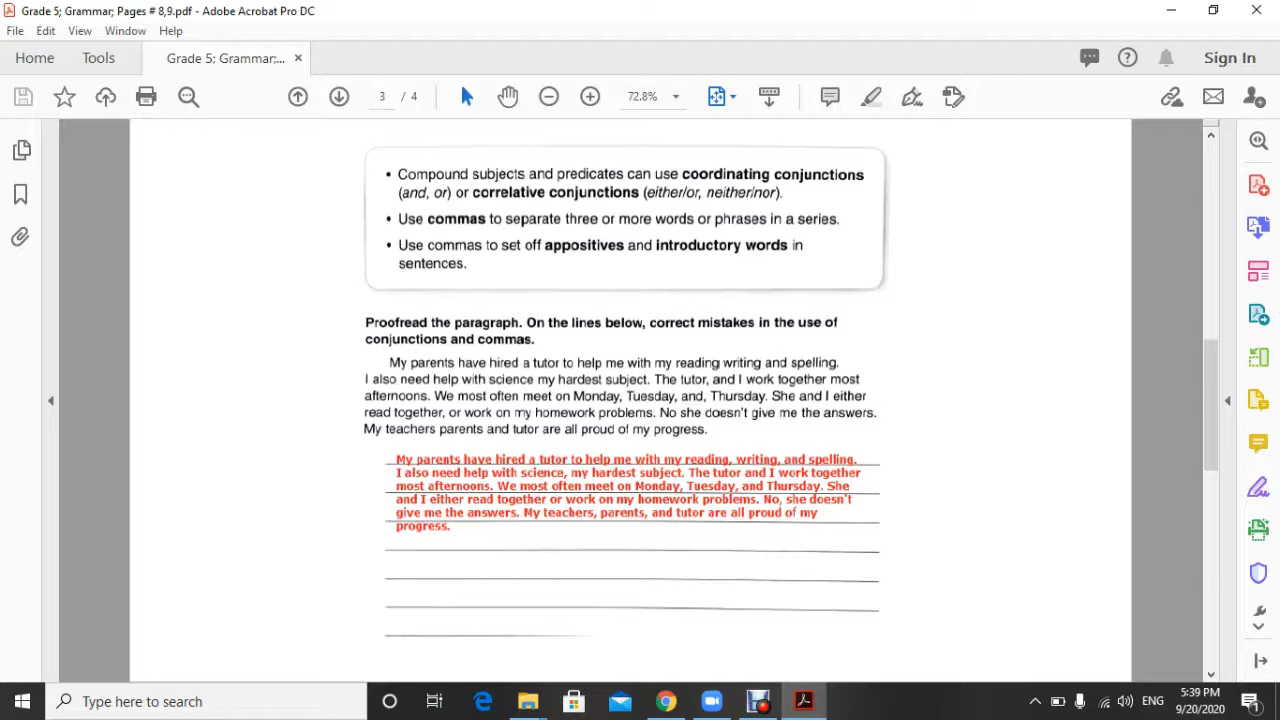 Grade 5; Grammar; Pages # 8,9.pdf - Adobe Acrobat Pro DC
File Edit View Window Help
Home Tools Grade 5; Grammar;... Sign In
3 / 4 72.8%
• Compound subjects and predicates can use coordinating conjunctions
(and, or) or correlative conjunctions (either/or, neither/nor).
• Use commas to separate three or more words or phrases in a series.
• Use commas to set off appositives and introductory words in
sentences.
Proofread the paragraph. On the lines below, correct mistakes in the use of
conjunctions and commas.
My parents have hired a tutor to help me with my reading writing and spelling.
I also need help with science my hardest subject. The tutor, and I work together most
afternoons. We most often meet on Monday, Tuesday, and, Thursday. She and I either
read together, or work on my homework problems. No she doesn't give me the answers.
My teachers parents and tutor are all proud of my progress.
My parents have hired a tutor to help me with my reading, writing, and spelling.
I also need help with science, my hardest subject. The tutor and I work together
most afternoons. We most often meet on Monday, Tuesday, and Thursday. She
and I either read together or work on my homework problems. No, she doesn't
give me the answers. My teachers, parents, and tutor are all proud of my
progress.
Type here to search
ENG
5:39 PM
9/20/2020
1